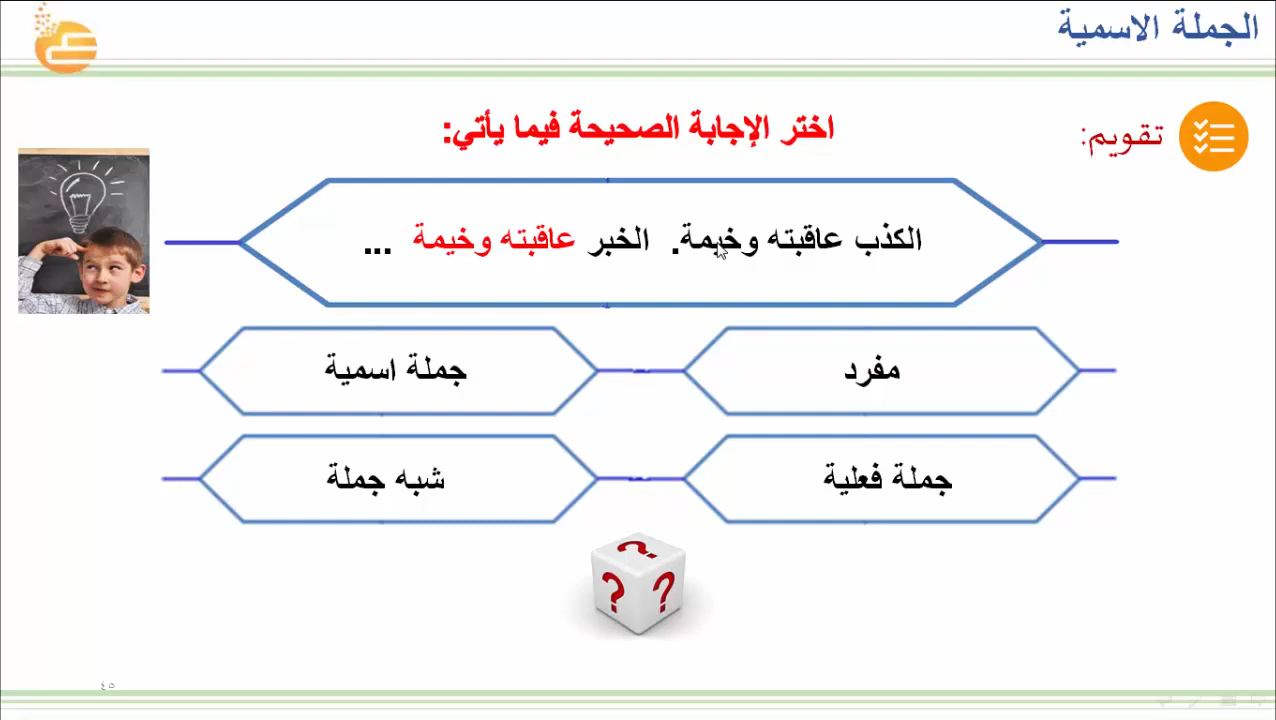 الجملة الاسمية
تقويم:
اختر الإجابة الصحيحة فيما يأتي:
الكذب عاقبته وخيمة. الخبر عاقبته وخيمة ...
مفرد
جملة اسمية
جملة فعلية
شبه جملة
? ? ?
٤٥